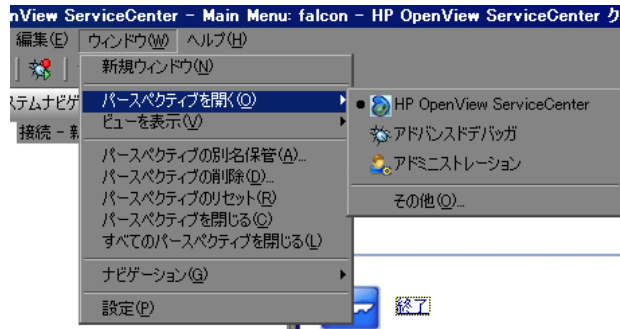 nView ServiceCenter - Main Menu: falcon - HP OpenView ServiceCenter ク
編集(E) ウィンドウ(W) ヘルプ(H)
新規ウィンドウ(N)
ステムナビゲ
パースペクティブを開く(O)
HP OpenView ServiceCenter
接続 - 新
ビューを表示(V)
アドバンスドデバッガ
パースペクティブの別名保管(A)...
アドミニストレーション
パースペクティブの削除(D)...
パースペクティブのリセット(R)
その他(O)...
パースペクティブを閉じる(C)
すべてのパースペクティブを閉じる(L)
ナビゲーション(G)
設定(P)
終了